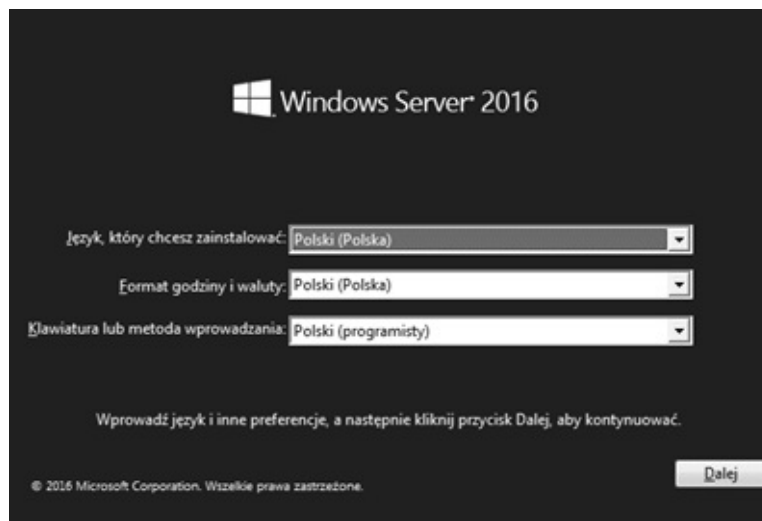 Windows Server® 2016
Język, który chcesz zainstalować: Polski (Polska)
Format godziny i waluty: Polski (Polska)
Klawiatura lub metoda wprowadzania: Polski (programisty)
Wprowadź język i inne preferencje, a następnie kliknij przycisk Dalej, aby kontynuować.
Dalej
© 2016 Microsoft Corporation. Wszelkie prawa zastrzeżone.